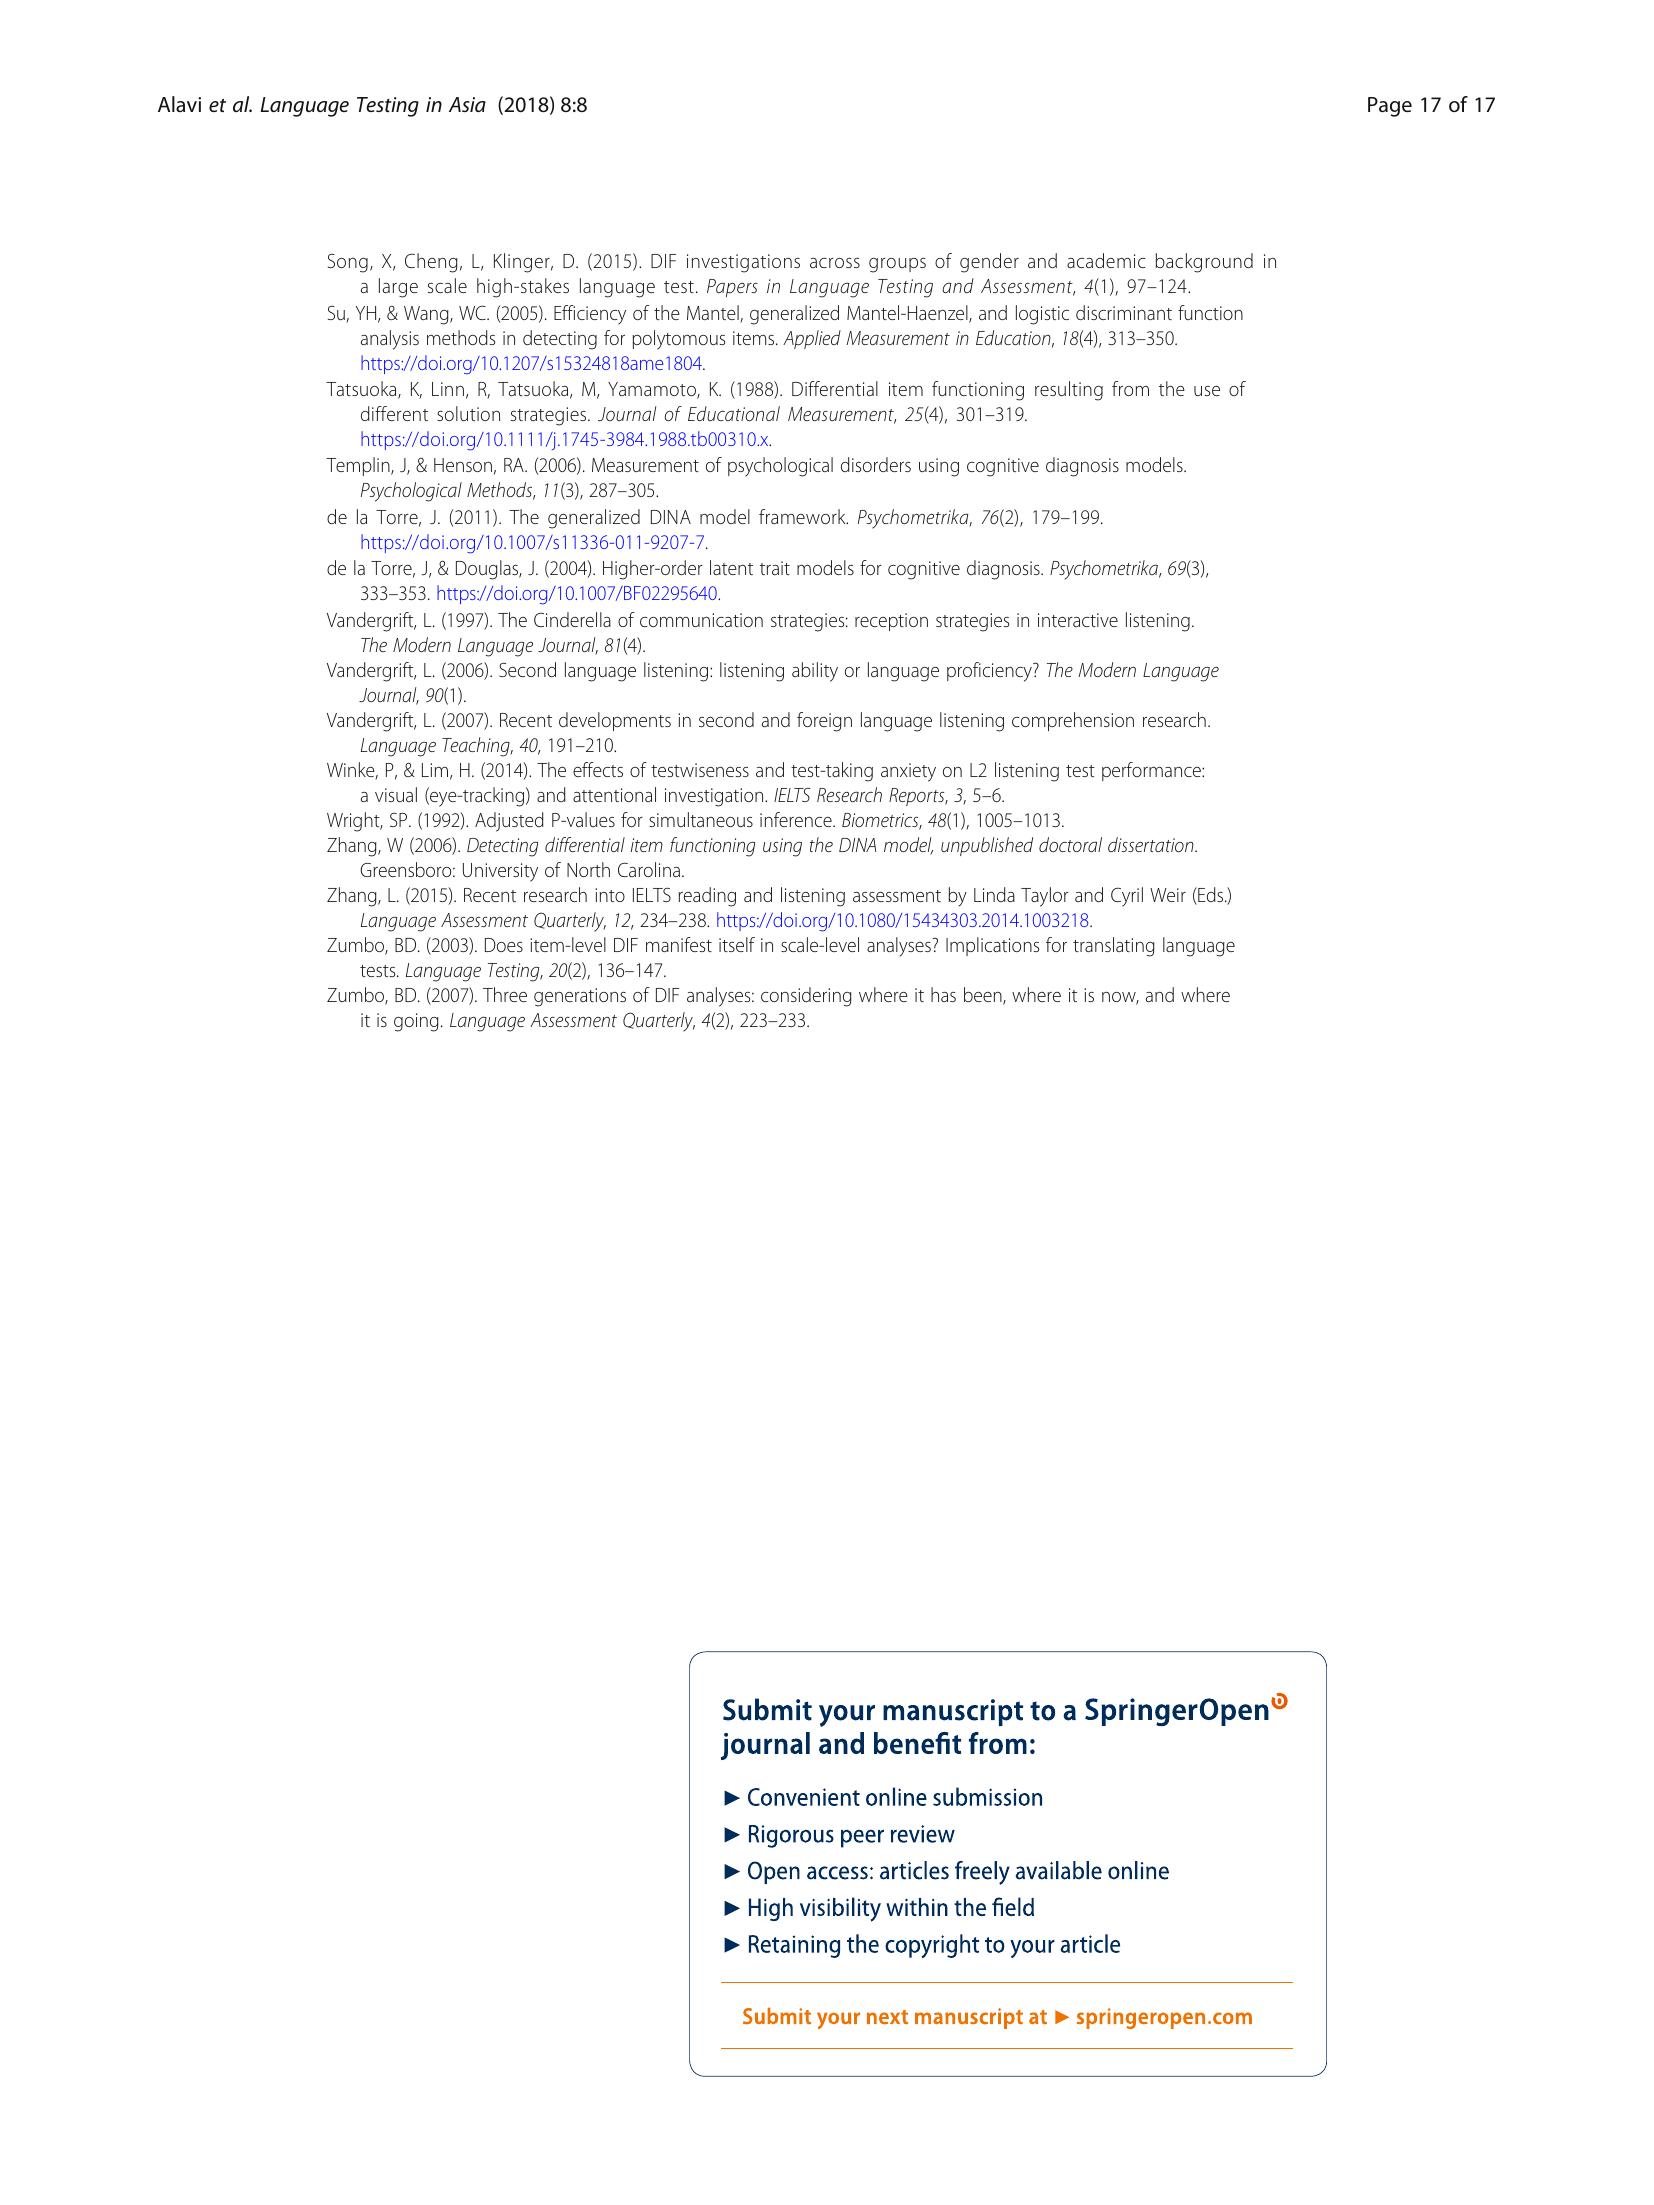 Alavi et al. Language Testing in Asia (2018) 8:8
Page 17 of 17
Song, X, Cheng, L, Klinger, D. (2015). DIF investigations across groups of gender and academic background in
a large scale high-stakes language test. Papers in Language Testing and Assessment, 4(1), 97–124.
Su, YH, & Wang, WC. (2005). Efficiency of the Mantel, generalized Mantel-Haenzel, and logistic discriminant function
analysis methods in detecting for polytomous items. Applied Measurement in Education, 18(4), 313–350.
https://doi.org/10.1207/s15324818ame1804.
Tatsuoka, K, Linn, R, Tatsuoka, M, Yamamoto, K. (1988). Differential item functioning resulting from the use of
different solution strategies. Journal of Educational Measurement, 25(4), 301–319.
https://doi.org/10.1111/j.1745-3984.1988.tb00310.x.
Templin, J, & Henson, RA. (2006). Measurement of psychological disorders using cognitive diagnosis models.
Psychological Methods, 11(3), 287–305.
de la Torre, J. (2011). The generalized DINA model framework. Psychometrika, 76(2), 179–199.
https://doi.org/10.1007/s11336-011-9207-7.
de la Torre, J, & Douglas, J. (2004). Higher-order latent trait models for cognitive diagnosis. Psychometrika, 69(3),
333–353. https://doi.org/10.1007/BF02295640.
Vandergrift, L. (1997). The Cinderella of communication strategies: reception strategies in interactive listening.
The Modern Language Journal, 81(4).
Vandergrift, L. (2006). Second language listening: listening ability or language proficiency? The Modern Language
Journal, 90(1).
Vandergrift, L. (2007). Recent developments in second and foreign language listening comprehension research.
Language Teaching, 40, 191–210.
Winke, P, & Lim, H. (2014). The effects of testwiseness and test-taking anxiety on L2 listening test performance:
a visual (eye-tracking) and attentional investigation. IELTS Research Reports, 3, 5–6.
Wright, SP. (1992). Adjusted P-values for simultaneous inference. Biometrics, 48(1), 1005–1013.
Zhang, W (2006). Detecting differential item functioning using the DINA model, unpublished doctoral dissertation.
Greensboro: University of North Carolina.
Zhang, L. (2015). Recent research into IELTS reading and listening assessment by Linda Taylor and Cyril Weir (Eds.)
Language Assessment Quarterly, 12, 234–238. https://doi.org/10.1080/15434303.2014.1003218.
Zumbo, BD. (2003). Does item-level DIF manifest itself in scale-level analyses? Implications for translating language
tests. Language Testing, 20(2), 136–147.
Zumbo, BD. (2007). Three generations of DIF analyses: considering where it has been, where it is now, and where
it is going. Language Assessment Quarterly, 4(2), 223–233.
Submit your manuscript to a SpringerOpen
journal and benefit from:
► Convenient online submission
► Rigorous peer review
► Open access: articles freely available online
► High visibility within the field
► Retaining the copyright to your article
Submit your next manuscript at ► springeropen.com